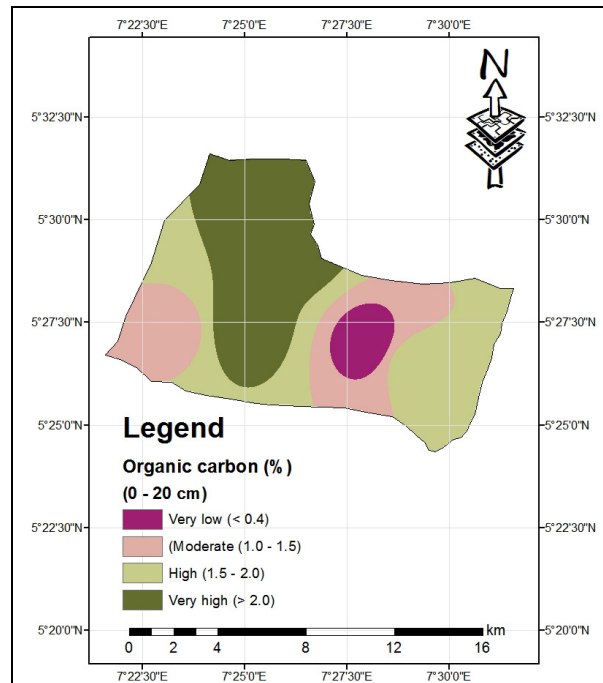 7°22'30"E 7°25'0"E 7°27'30"E 7°30'0"E
N
5°32'30"N 5°32'30"N
5°30'0"N 5°30'0"N
5°27'30"N 5°27'30"N
5°25'0"N 5°25'0"N
Legend
Organic carbon (%)
(0 - 20 cm)
5°22'30"N 5°22'30"N
Very low (< 0.4)
(Moderate (1.0 - 1.5)
High (1.5 - 2.0)
Very high (> 2.0)
5°20'0"N 5°20'0"N
km
0 2 4 8 12 16
7°22'30"E 7°25'0"E 7°27'30"E 7°30'0"E